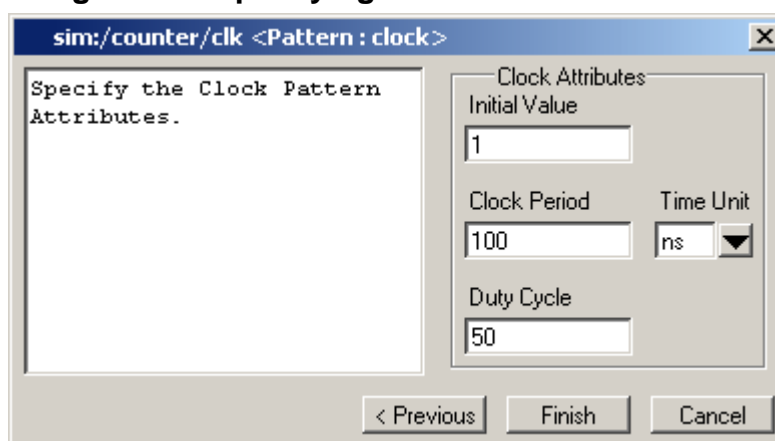 sim:/counter/clk <Pattern : clock>
Specify the Clock Pattern
Attributes.
Clock Attributes
Initial Value
1
Clock Period Time Unit
100 ns
Duty Cycle
50
< Previous Finish Cancel